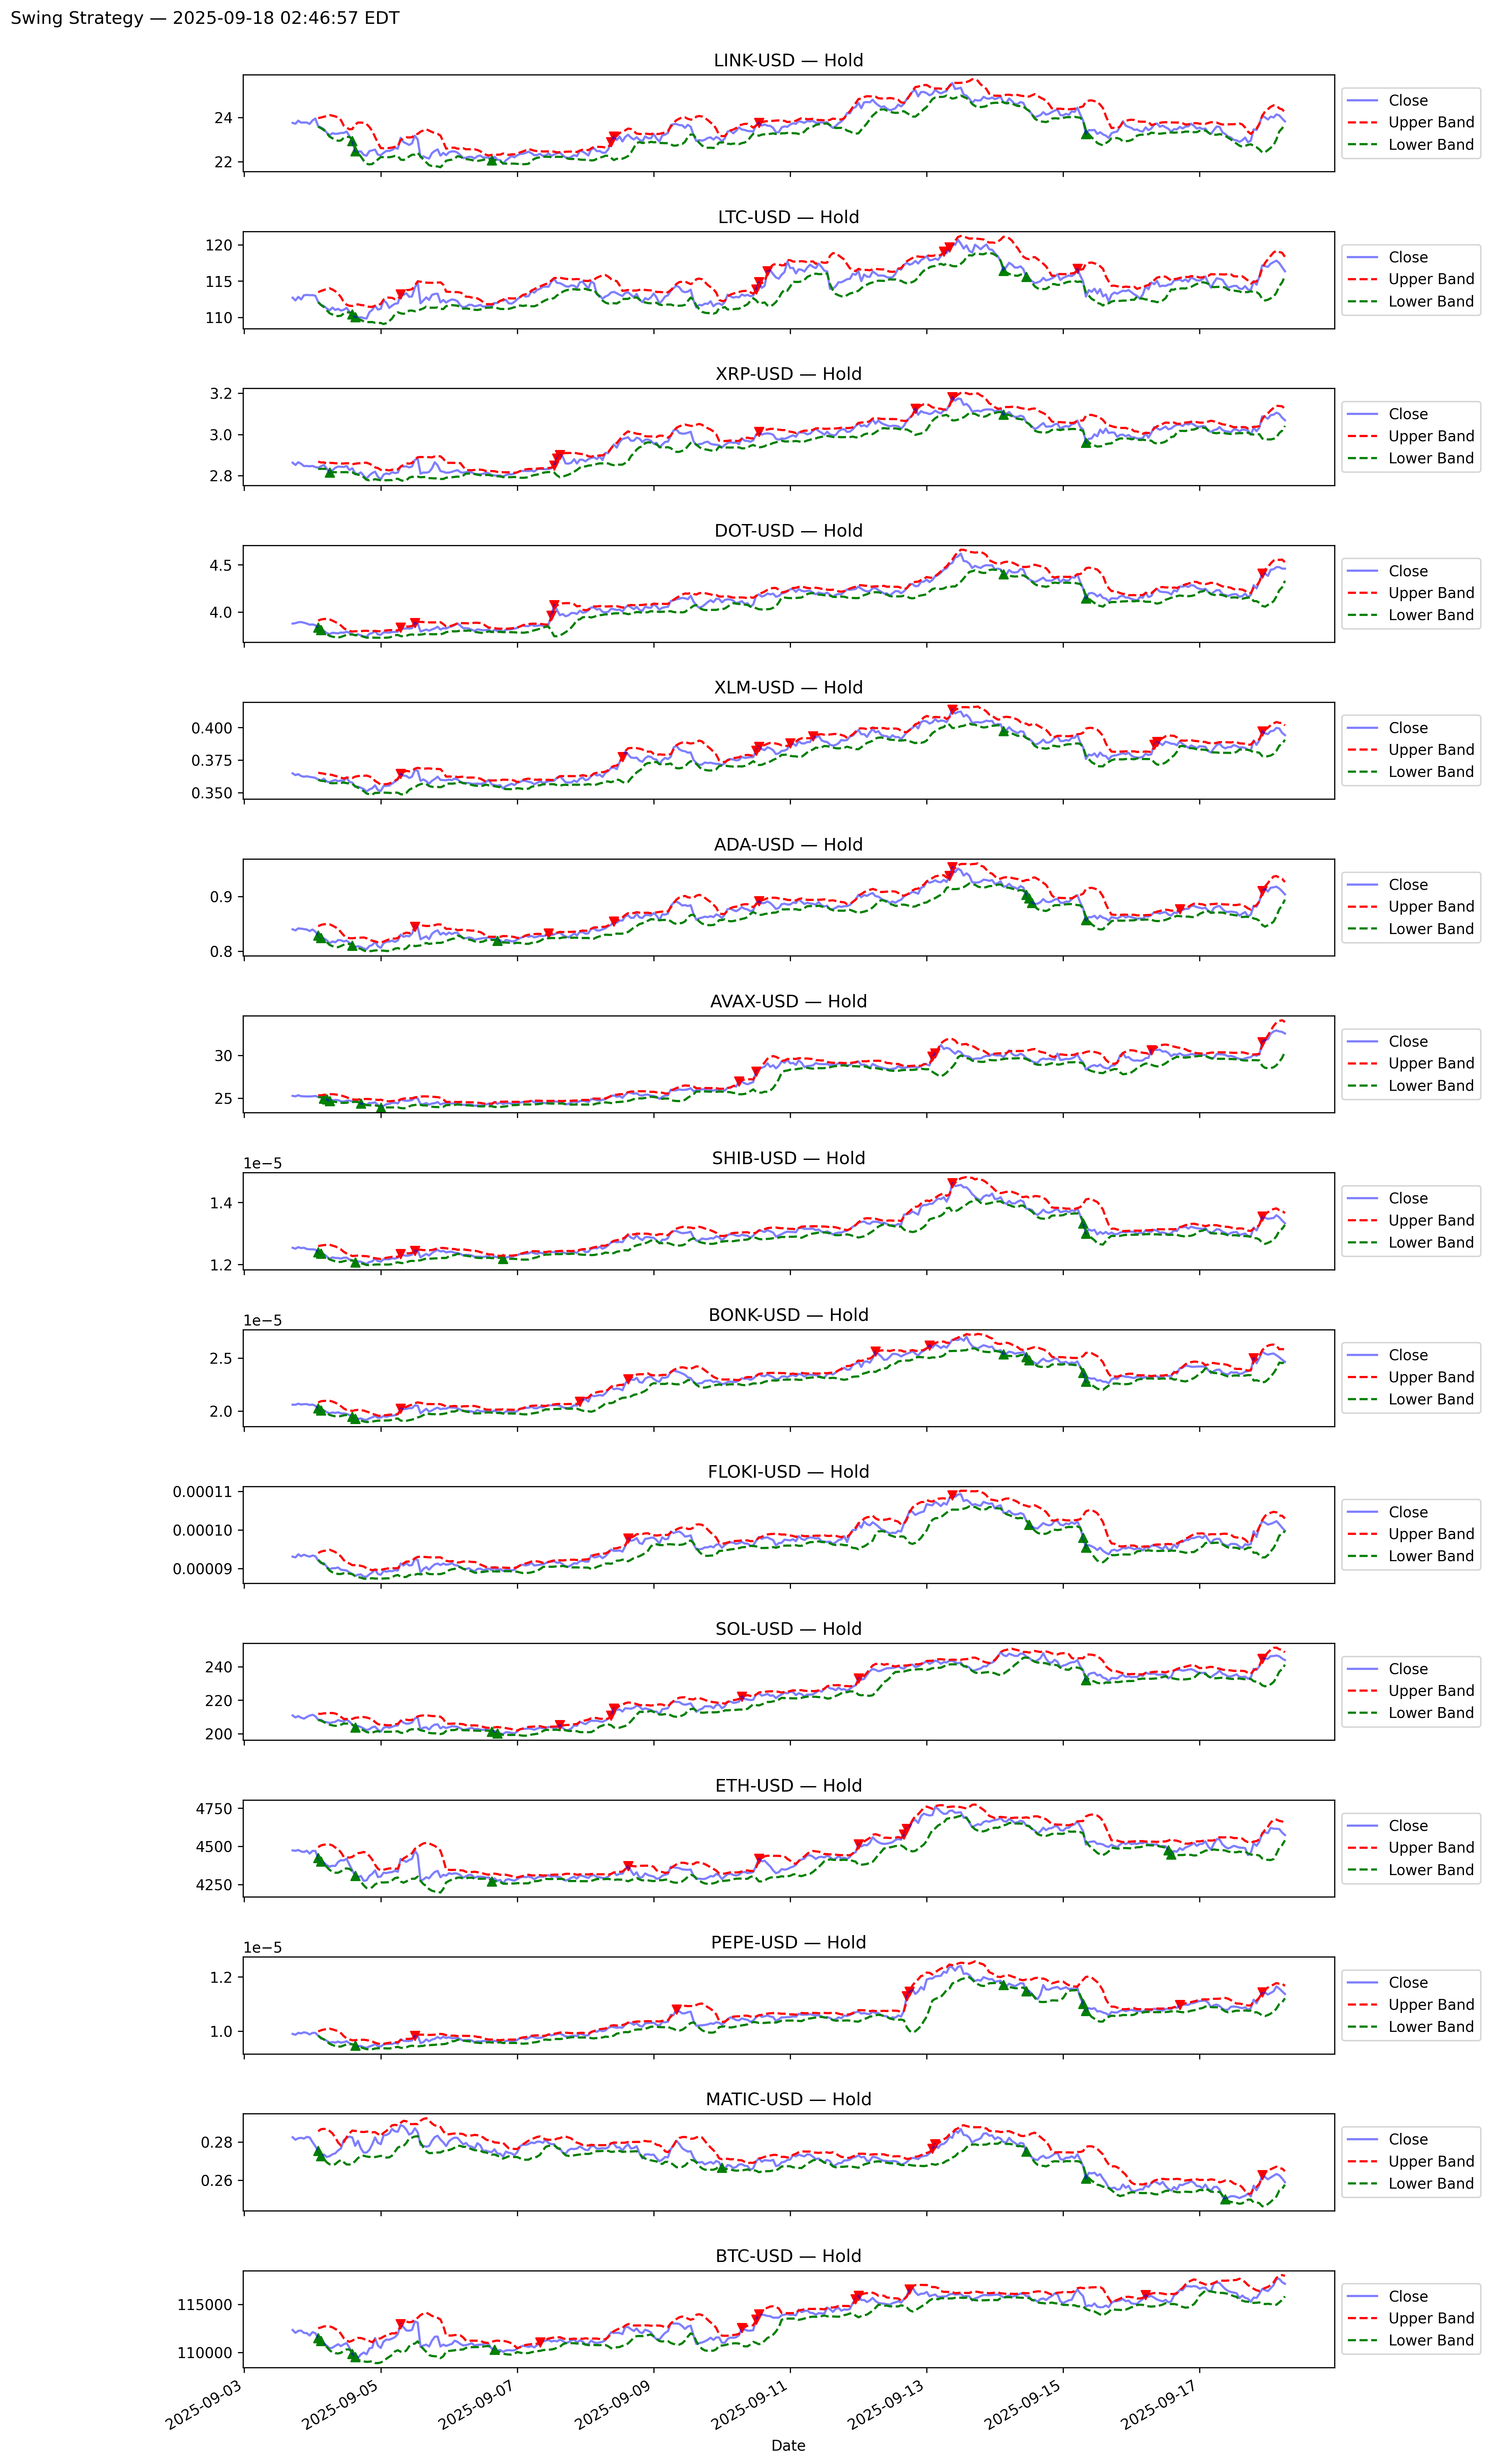 Swing Strategy — 2025-09-18 02:46:57 EDT
LINK-USD — Hold
24
22
Close
Upper Band
Lower Band
LTC-USD — Hold
120
115
110
Close
Upper Band
Lower Band
XRP-USD — Hold
3.2
3.0
2.8
Close
Upper Band
Lower Band
DOT-USD — Hold
4.5
4.0
Close
Upper Band
Lower Band
XLM-USD — Hold
0.400
0.375
0.350
Close
Upper Band
Lower Band
ADA-USD — Hold
0.9
0.8
Close
Upper Band
Lower Band
AVAX-USD — Hold
30
25
Close
Upper Band
Lower Band
SHIB-USD — Hold
1e−5
1.4
1.2
Close
Upper Band
Lower Band
BONK-USD — Hold
1e−5
2.5
2.0
Close
Upper Band
Lower Band
FLOKI-USD — Hold
0.00011
0.00010
0.00009
Close
Upper Band
Lower Band
SOL-USD — Hold
240
220
200
Close
Upper Band
Lower Band
ETH-USD — Hold
4750
4500
4250
Close
Upper Band
Lower Band
PEPE-USD — Hold
1e−5
1.2
1.0
Close
Upper Band
Lower Band
MATIC-USD — Hold
0.28
0.26
Close
Upper Band
Lower Band
BTC-USD — Hold
115000
110000
Close
Upper Band
Lower Band
2025-09-03
2025-09-05
2025-09-07
2025-09-09
2025-09-11
2025-09-13
2025-09-15
2025-09-17
Date